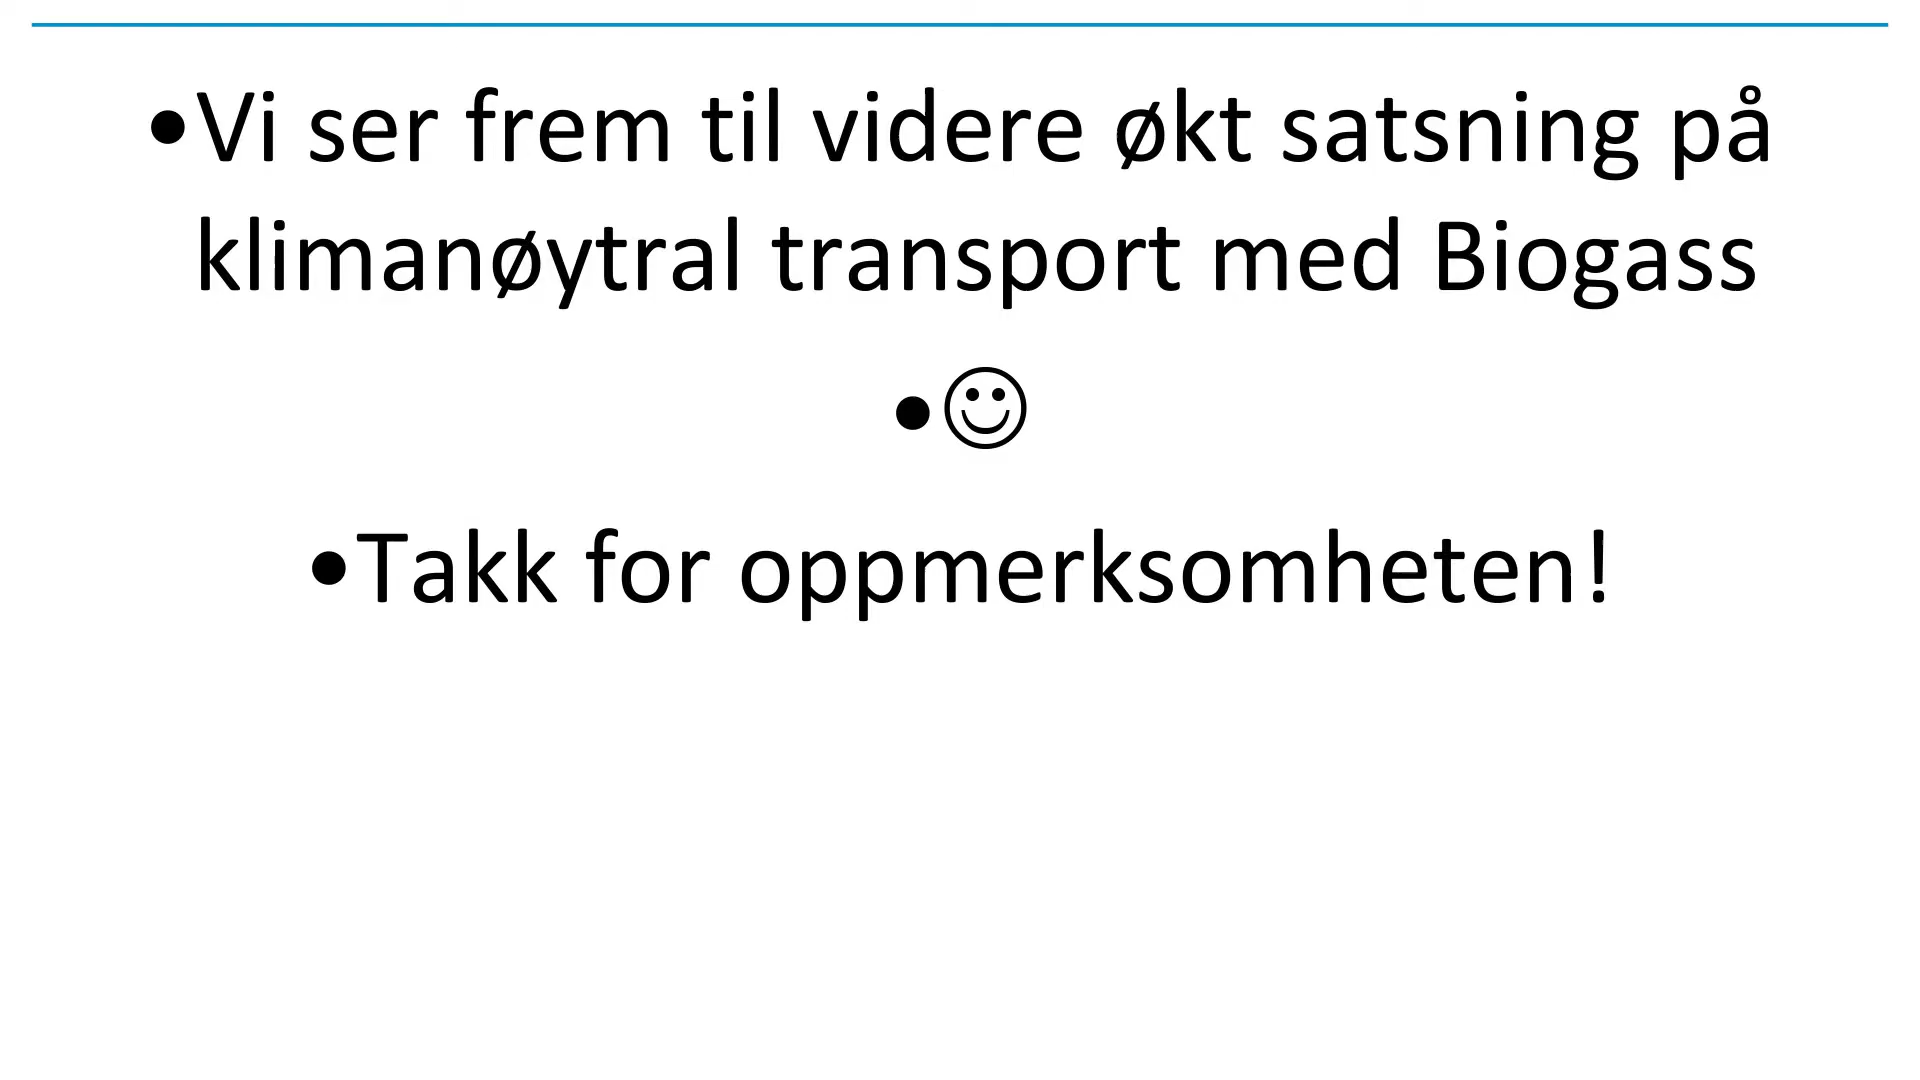 •Vi ser frem til videre økt satsning på
klimanøytral transport med Biogass
•☺
•Takk for oppmerksomheten!